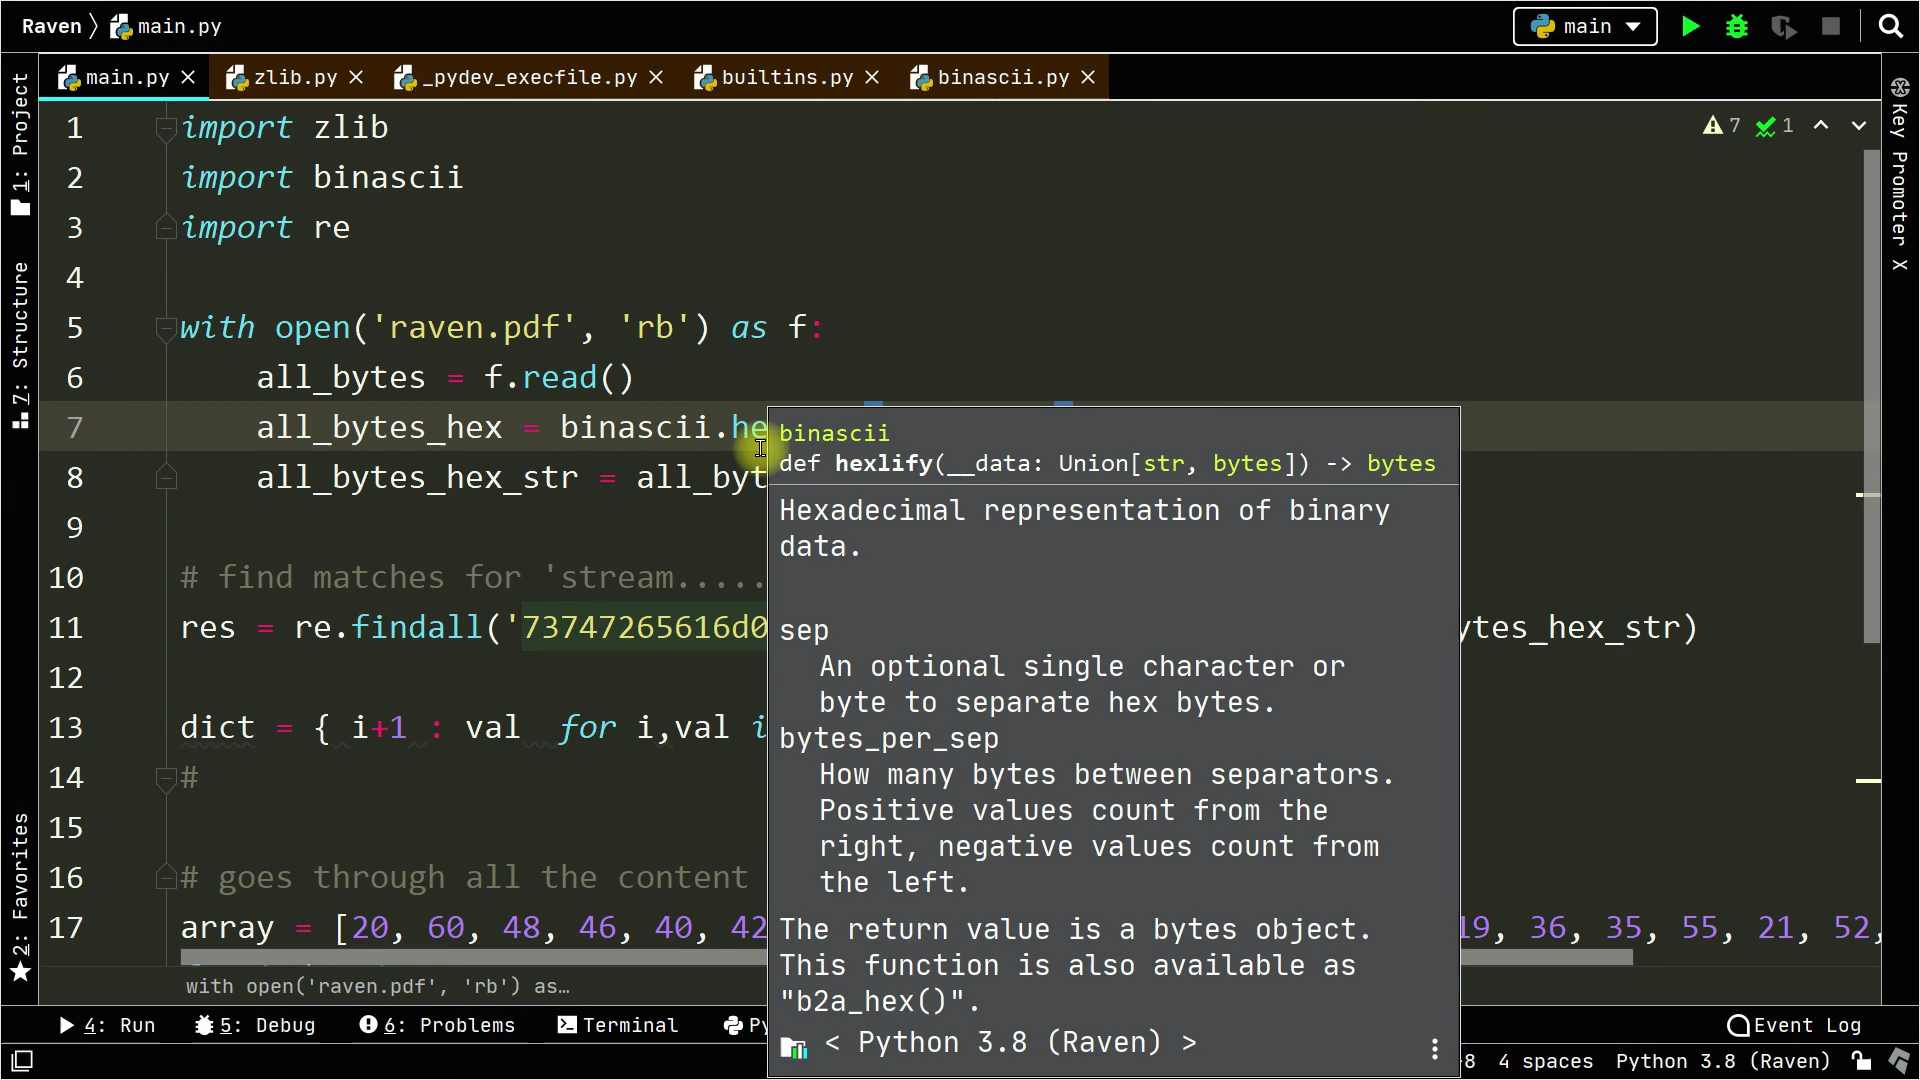 Raven > main.py
main
main.py × zlib.py × _pydev_execfile.py × builtins.py × binascii.py ×
7 1
1: Project
7: Structure
2: Favorites
Key Promoter X
1 import zlib
2 import binascii
3 import re
4
5 with open('raven.pdf', 'rb') as f:
6 all_bytes = f.read()
7 all_bytes_hex = binascii.he
8 all_bytes_hex_str = all_byt
9
10 # find matches for 'stream.....
11 res = re.findall('73747265616d0 ytes_hex_str)
12
13 dict = { i+1 : val for i,val i
14 #
15
16 # goes through all the content
17 array = [20, 60, 48, 46, 40, 42 19, 36, 35, 55, 21, 52,
binascii
def hexlify(__data: Union[str, bytes]) -> bytes
Hexadecimal representation of binary
data.
sep
An optional single character or
byte to separate hex bytes.
bytes_per_sep
How many bytes between separators.
Positive values count from the
right, negative values count from
the left.
The return value is a bytes object.
This function is also available as
"b2a_hex()".
< Python 3.8 (Raven) >
with open('raven.pdf', 'rb') as…
4: Run 5: Debug 6: Problems Terminal Py Event Log
-8 4 spaces Python 3.8 (Raven)